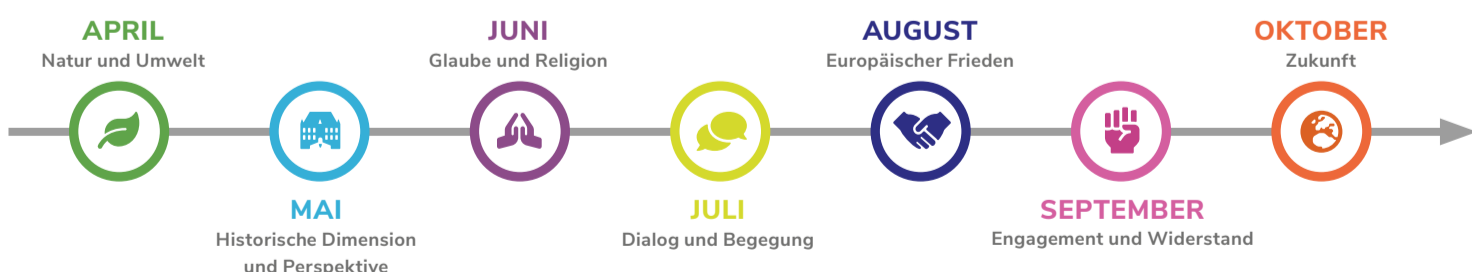 APRIL
Natur und Umwelt
JUNI
Glaube und Religion
AUGUST
Europäischer Frieden
OKTOBER
Zukunft
MAI
Historische Dimension
und Perspektive
JULI
Dialog und Begegung
SEPTEMBER
Engagement und Widerstand